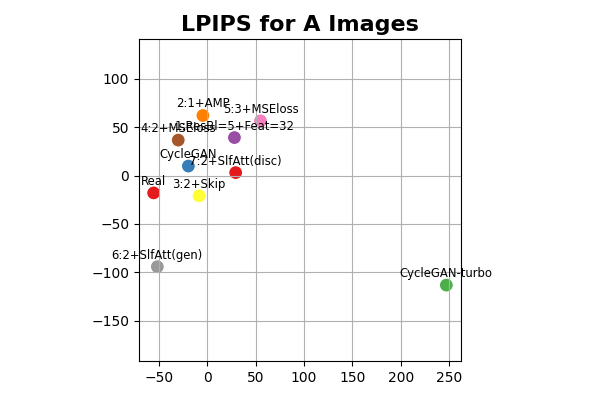 LPIPS for A Images
100
50
0
−50
−100
−150
2:1+AMP
5:3+MSEloss
4:2+MSEloss
1:ResBl=5+Feat=32
CycleGAN
7:2+SlfAtt(disc)
Real
3:2+Skip
6:2+SlfAtt(gen)
CycleGAN-turbo
−50
0
50
100
150
200
250